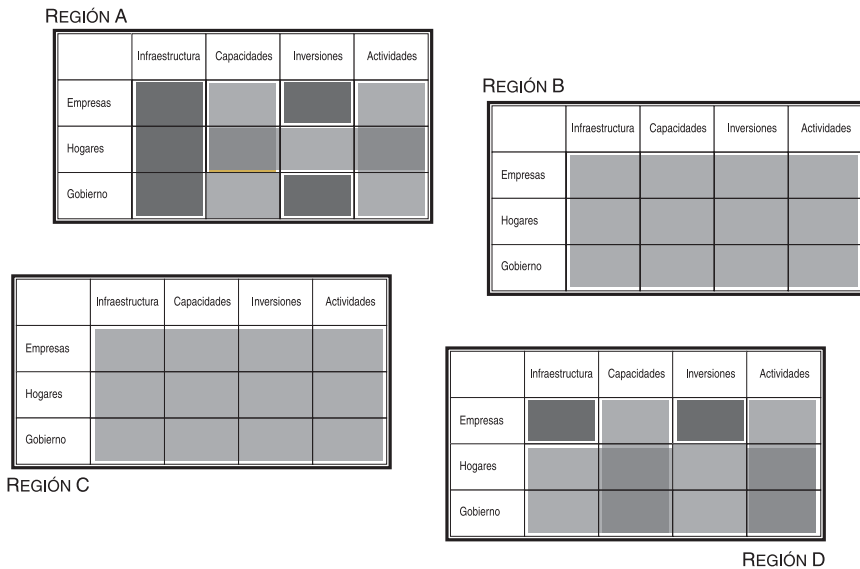 REGIÓN A
Infraestructura Capacidades Inversiones Actividades
Empresas
Hogares
Gobierno
REGIÓN B
Infraestructura Capacidades Inversiones Actividades
Empresas
Hogares
Gobierno
Infraestructura Capacidades Inversiones Actividades
Empresas
Hogares
Gobierno
REGIÓN C
Infraestructura Capacidades Inversiones Actividades
Empresas
Hogares
Gobierno
REGIÓN D